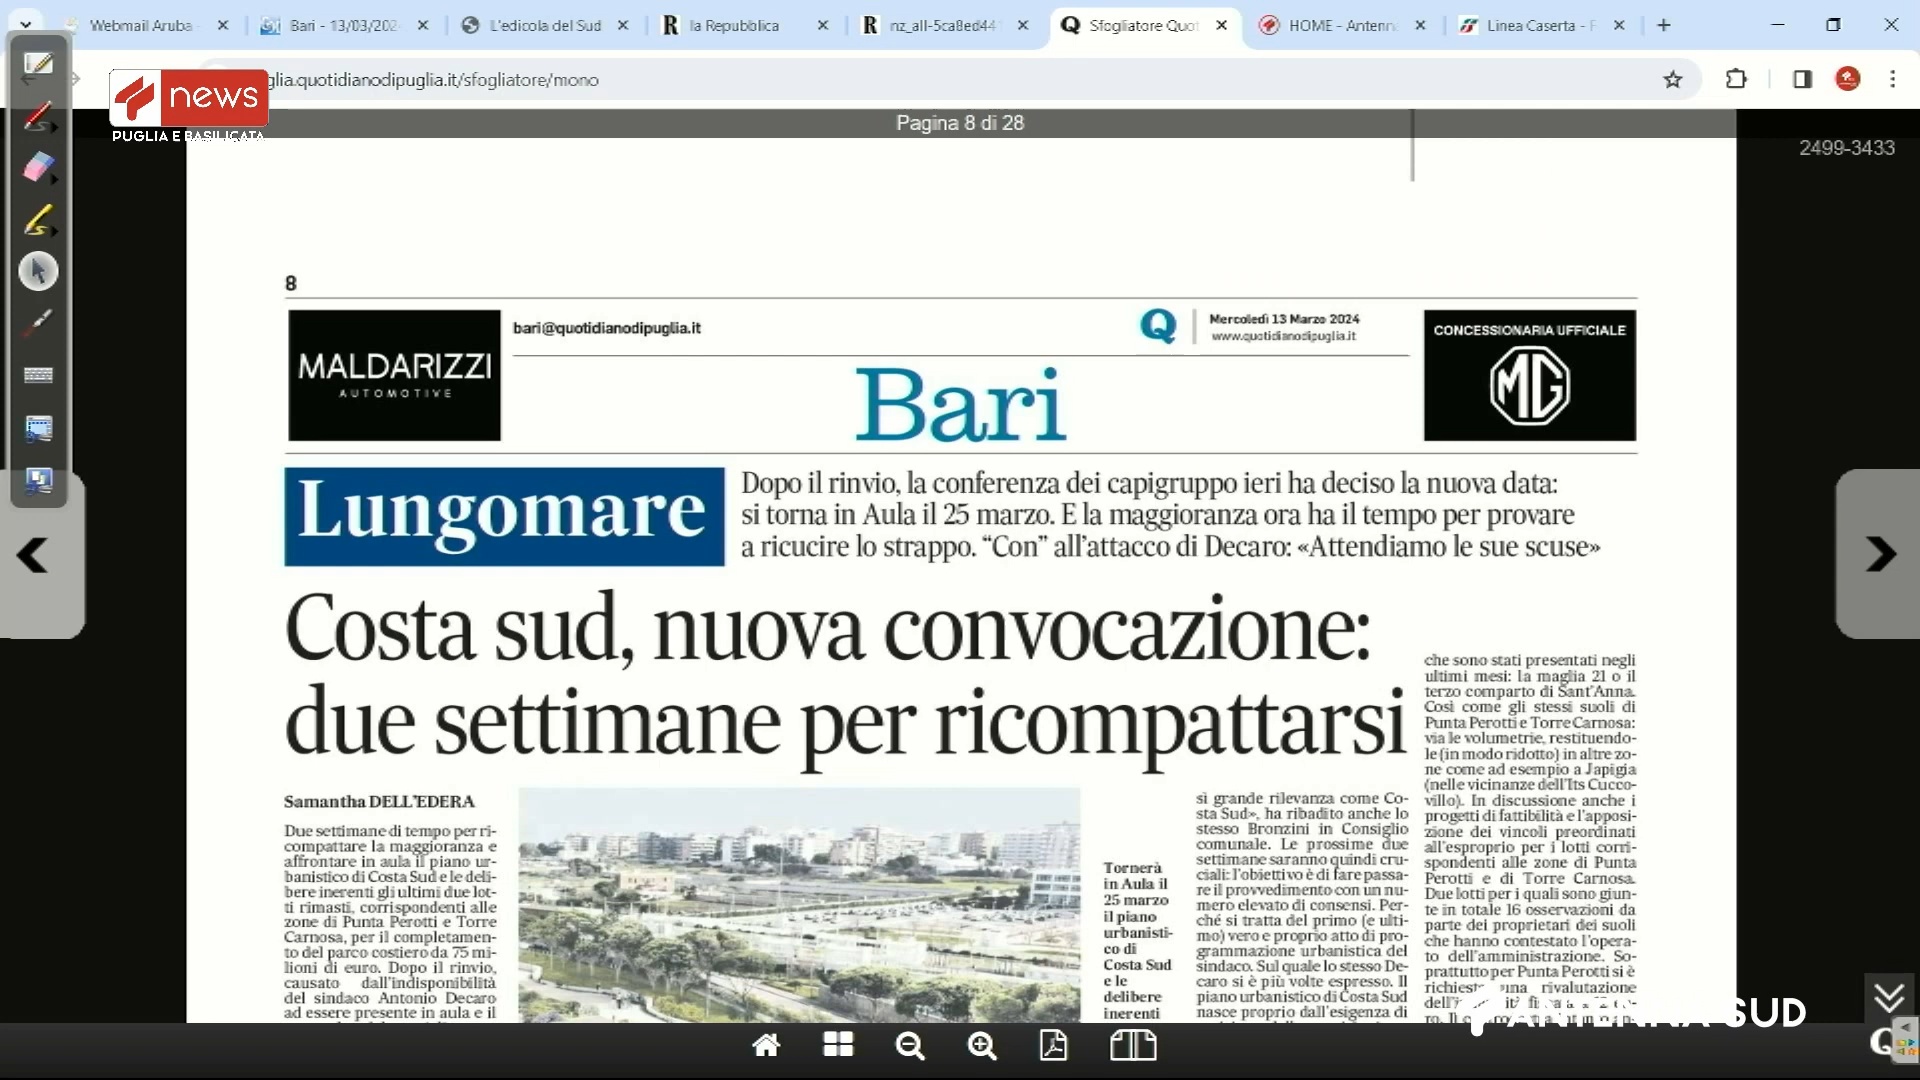 Webmail Aruba
Bari - 13/03/202
L'edicola del Sud
la Repubblica
nz_all-5ca8ed441
Sfogliatore Quot
HOME - Antenn
Linea Caserta - F
glia.quotidianodipuglia.it/sfogliatore/mono
news
PUGLIA E BASILICATA
Pagina 8 di 28
2499-3433
8
MALDARIZZI
AUTOMOTIVE
bari@quotidianodipuglia.it
Q
Mercoledì 13 Marzo 2024
www.quotidianodipuglia.it
Bari
CONCESSIONARIA UFFICIALE
MG
Lungomare
Dopo il rinvio, la conferenza dei capigruppo ieri ha deciso la nuova data:
si torna in Aula il 25 marzo. E la maggioranza ora ha il tempo per provare
a ricucire lo strappo. “Con” all’attacco di Decaro: «Attendiamo le sue scuse»
Costa sud, nuova convocazione:
due settimane per ricompattarsi
Samantha DELL'EDERA
Due settimane di tempo per ri-
compattare la maggioranza e
affrontare in aula il piano ur-
banistico di Costa Sud e le deli-
bere inerenti gli ultimi due lot-
ti rimasti, corrispondenti alle
zone di Punta Perotti e Torre
Carnosa, per il completamen-
to del parco costiero da 75 mi-
lioni di euro. Dopo il rinvio,
causato dall'indisponibilità
del sindaco Antonio Decaro
ad essere presente in aula e il
Tornerà
in Aula il
25 marzo
il piano
urbanisti-
co di
Costa Sud
e le
delibere
inerenti
sì grande rilevanza come Co-
sta Sud», ha ribadito anche lo
stesso Bronzini in Consiglio
comunale. Le prossime due
settimane saranno quindi cru-
ciali: l'obiettivo è di fare passa-
re il provvedimento con un nu-
mero elevato di consensi. Per-
ché si tratta del primo (e ulti-
mo) vero e proprio atto di pro-
grammazione urbanistica del
sindaco. Sul quale lo stesso De-
caro si è più volte espresso. Il
piano urbanistico di Costa Sud
nasce proprio dall'esigenza di
che sono stati presentati negli
ultimi mesi: la maglia 21 o il
terzo comparto di Sant'Anna.
Così come gli stessi suoli di
Punta Perotti e Torre Carnosa:
via le volumetrie, restituendo-
le (in modo ridotto) in altre zo-
ne come ad esempio a Japigia
(nelle vicinanze dell'Its Cucco-
villo). In discussione anche i
progetti di fattibilità e l'apposi-
zione dei vincoli preordinati
all'esproprio per i lotti corri-
spondenti alle zone di Punta
Perotti e di Torre Carnosa.
Due lotti per i quali sono giun-
te in totale 16 osservazioni da
parte dei proprietari dei suoli
che hanno contestato l'opera-
to dell'amministrazione. So-
prattutto per Punta Perotti si è
richiesta una rivalutazione
ANTENNA SUD